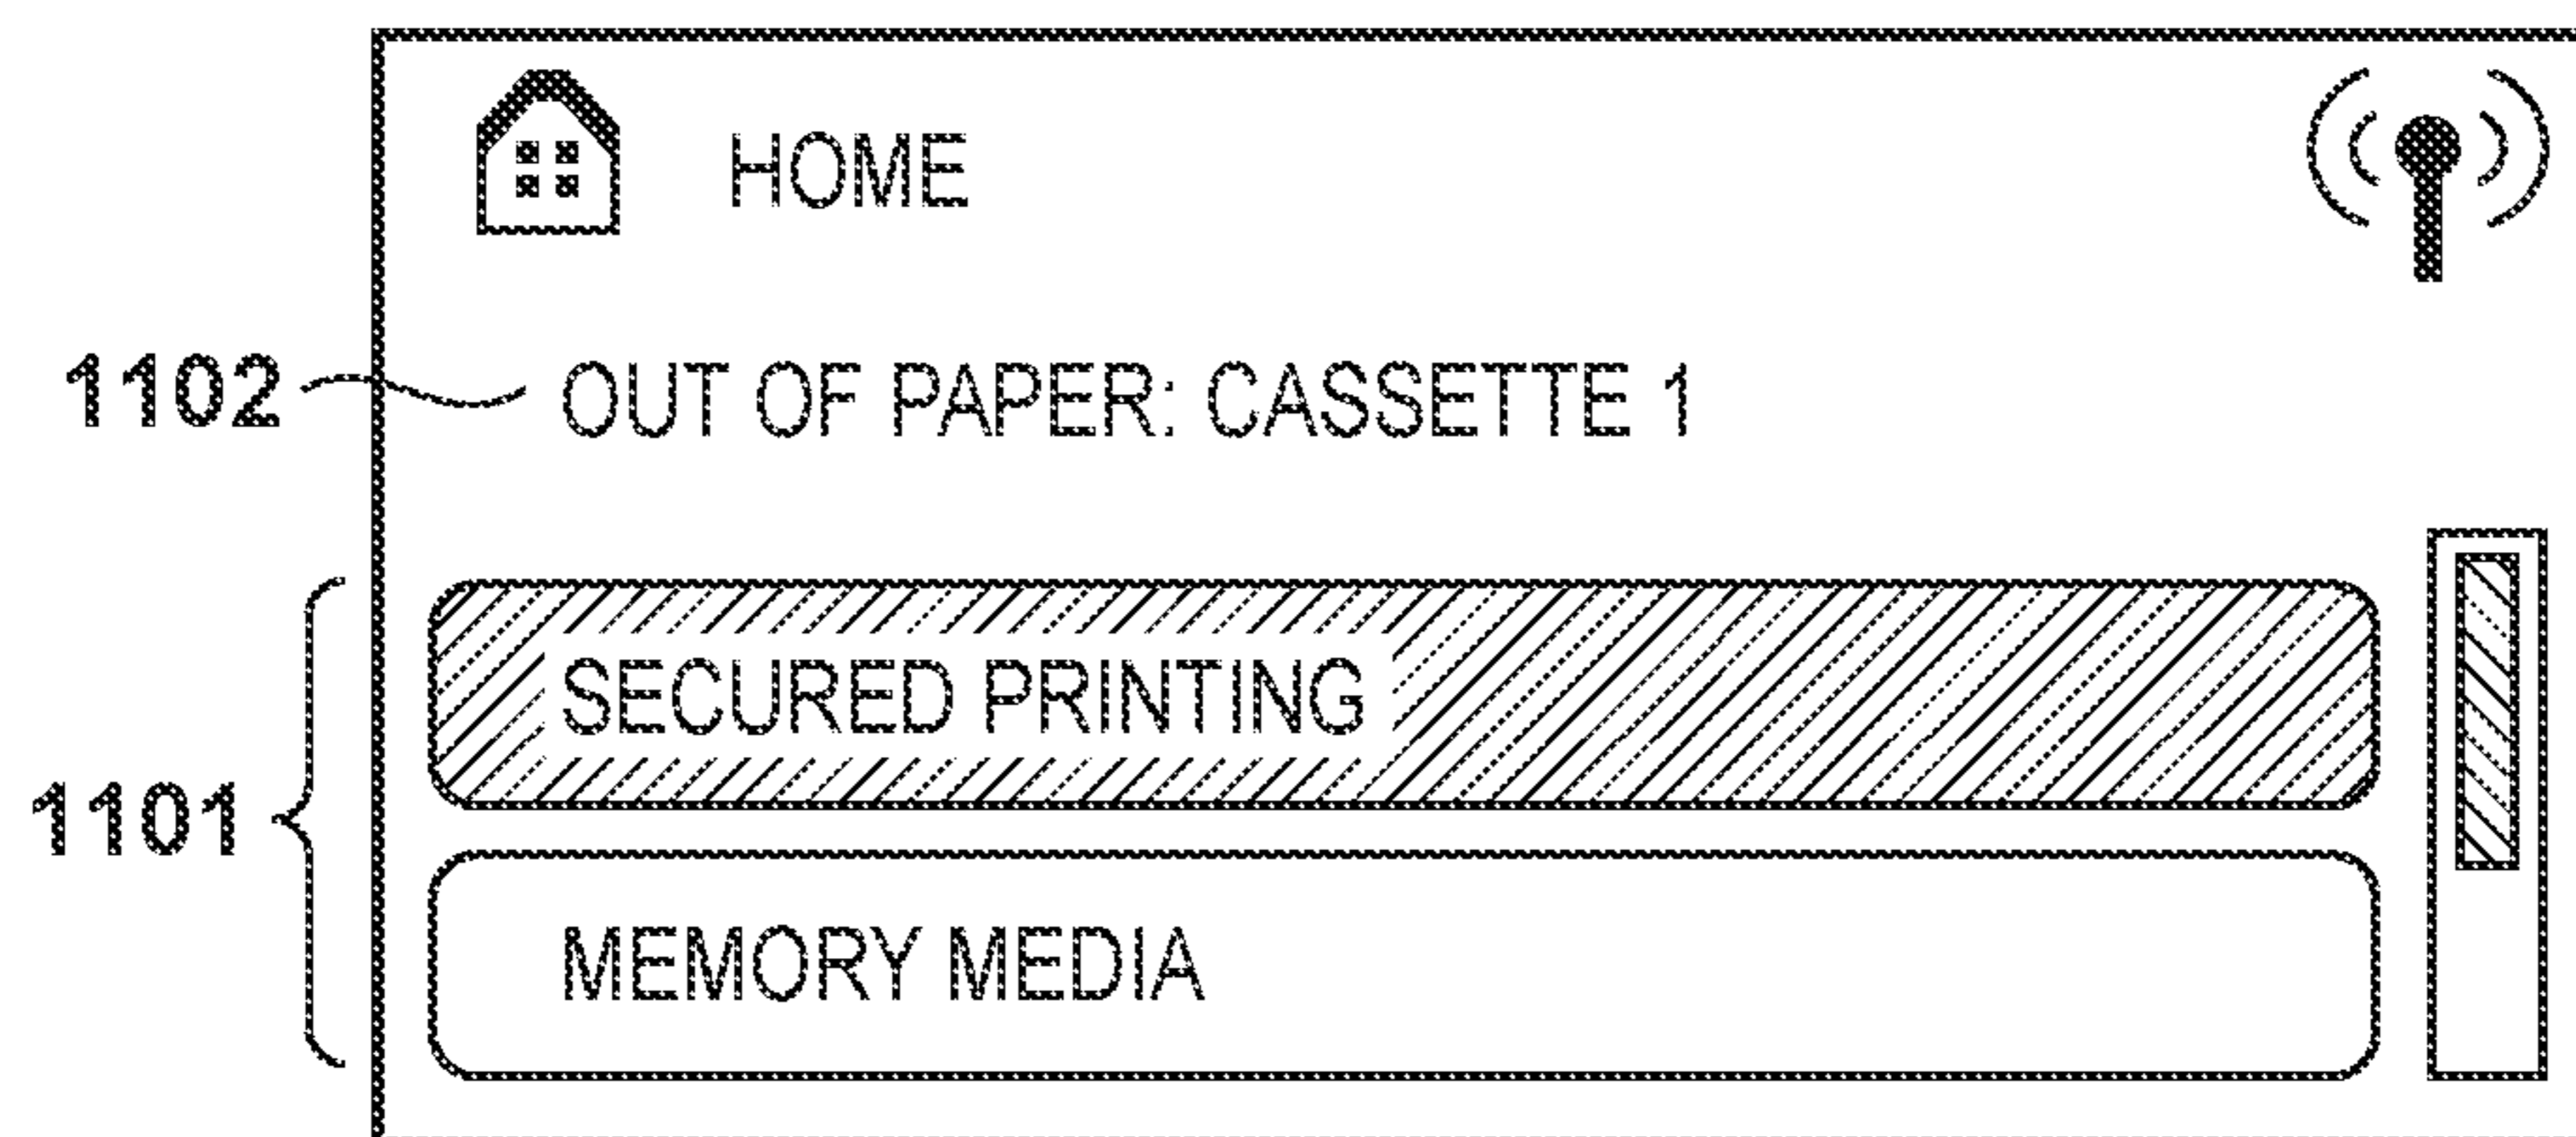 HOME
1102 OUT OF PAPER: CASSETTE 1
SECURED PRINTING
1101
MEMORY MEDIA